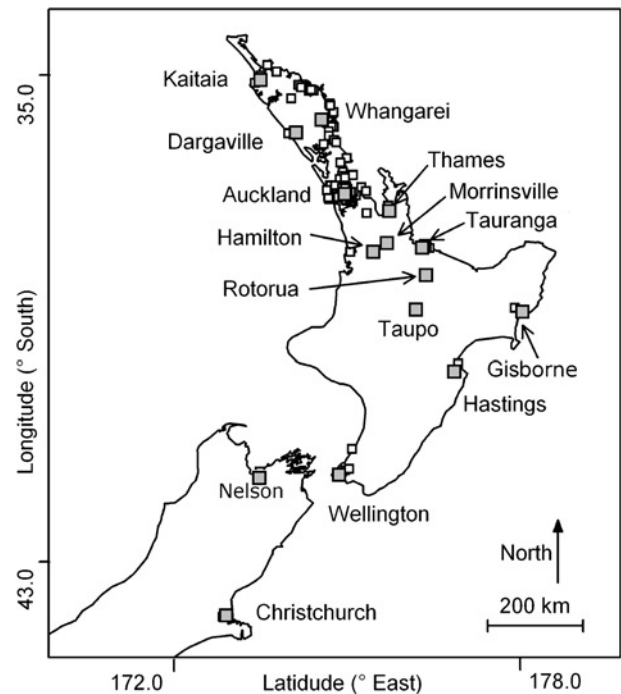 35.0
Kaitaia
Whangarei
Dargaville
Thames
Auckland
Morrinsville
Tauranga
Hamilton
Rotorua
Taupo
Gisborne
Hastings
Longitude (° South)
Nelson
Wellington
North
43.0
200 km
Christchurch
172.0
Latidude (° East)
178.0